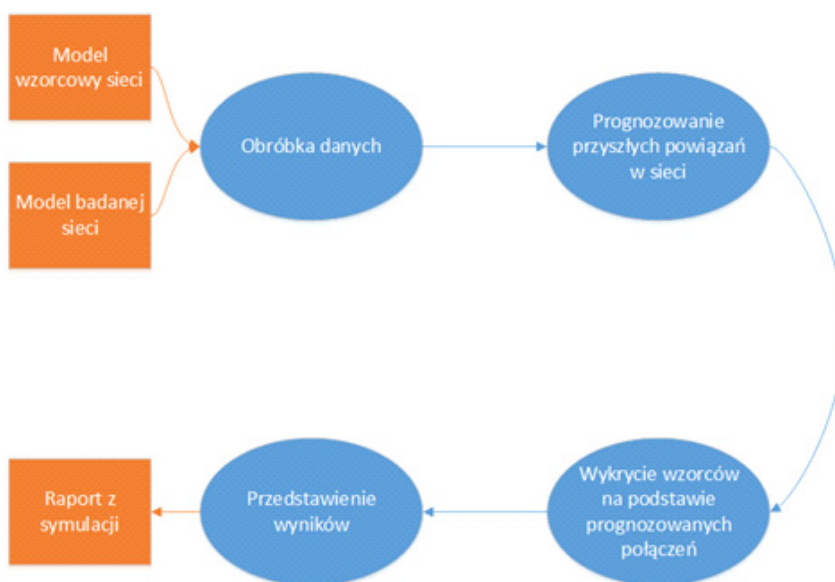 Model
wzorcowy sieci
Model badanej
sieci
Obróbka danych
Prognozowanie
przyszłych powiązań
w sieci
Wykrycie wzorców
na podstawie
prognozowanych
połączeń
Przedstawienie
wyników
Raport z
symulacji